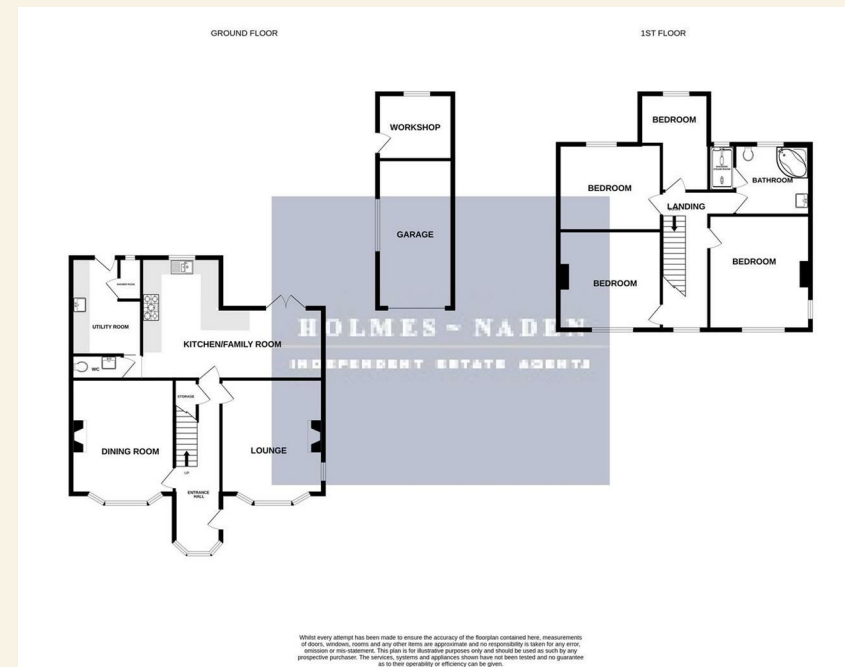 GROUND FLOOR
1ST FLOOR
WORKSHOP
GARAGE
UTILITY ROOM
KITCHEN/FAMILY ROOM
WC
STORAGE
DINING ROOM
LOUNGE
UP
ENTRANCE
HALL
BEDROOM
BEDROOM
BATHROOM
LANDING
BEDROOM
BEDROOM
HOLMES ~ NADEN
INDEPENDENT ESTATE AGENTS
Whilst every attempt has been made to ensure the accuracy of the floorplan contained here, measurements
of doors, windows, rooms and any other items are approximate and no responsibility is taken for any error,
omission or mis-statement. This plan is for illustrative purposes only and should be used as such by any
prospective purchaser. The services, systems and appliances shown have not been tested and no guarantee
as to their operability or efficiency can be given.